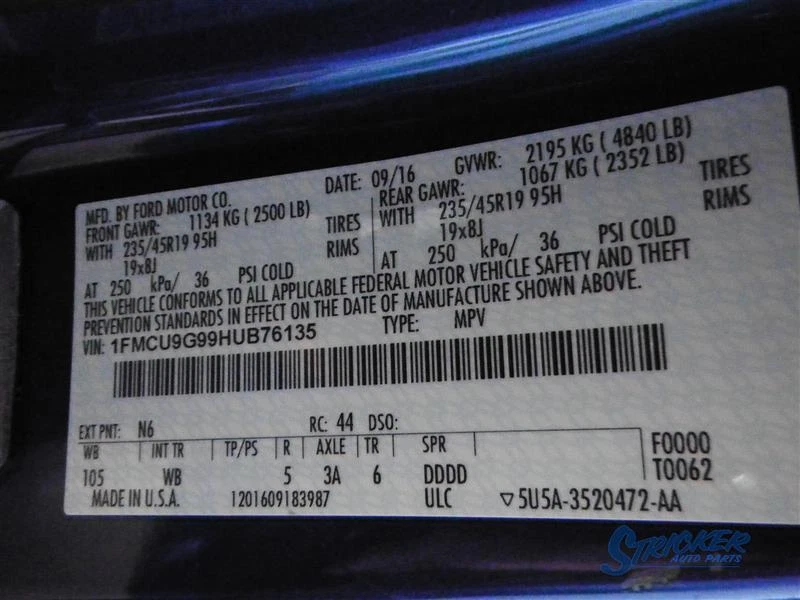 MFD. BY FORD MOTOR CO.
DATE: 09/16
GVWR: 2195 KG ( 4840 LB)
FRONT GAWR: 1134 KG ( 2500 LB)
WITH 235/45R19 95H TIRES
19x8J RIMS
AT 250 kPa/ 36 PSI COLD
REAR GAWR: 1067 KG ( 2352 LB)
WITH 235/45R19 95H TIRES
19x8J RIMS
AT 250 kPa/ 36 PSI COLD
THIS VEHICLE CONFORMS TO ALL APPLICABLE FEDERAL MOTOR VEHICLE SAFETY AND THEFT
PREVENTION STANDARDS IN EFFECT ON THE DATE OF MANUFACTURE SHOWN ABOVE.
VIN: 1FMCU9G99HUB76135 TYPE: MPV
EXT PNT: N6 RC: 44 DSO:
WB INT TR TP/PS R AXLE TR SPR F0000
105 WB 5 3A 6 DDDD T0062
MADE IN U.S.A. 1201609183987 ULC ▽5U5A-3520472-AA
STRICKER
AUTO PARTS